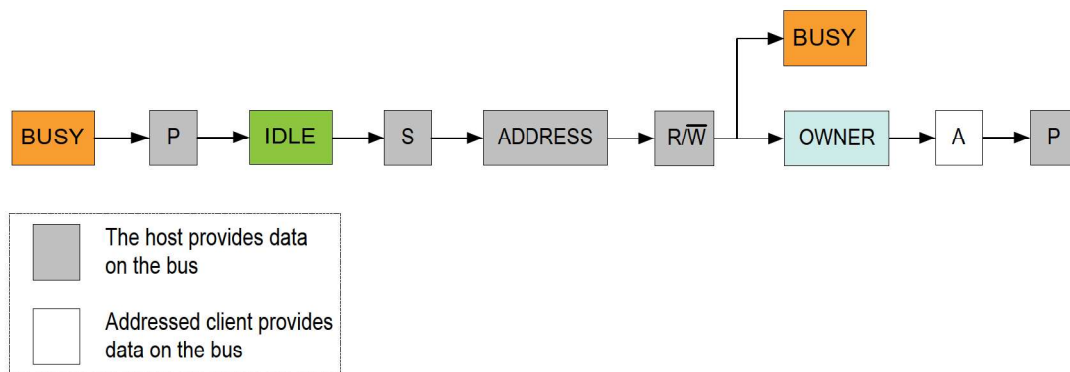 BUSY
BUSY
P
IDLE
S
ADDRESS
R/W̅
OWNER
A
P
The host provides data
on the bus
Addressed client provides
data on the bus